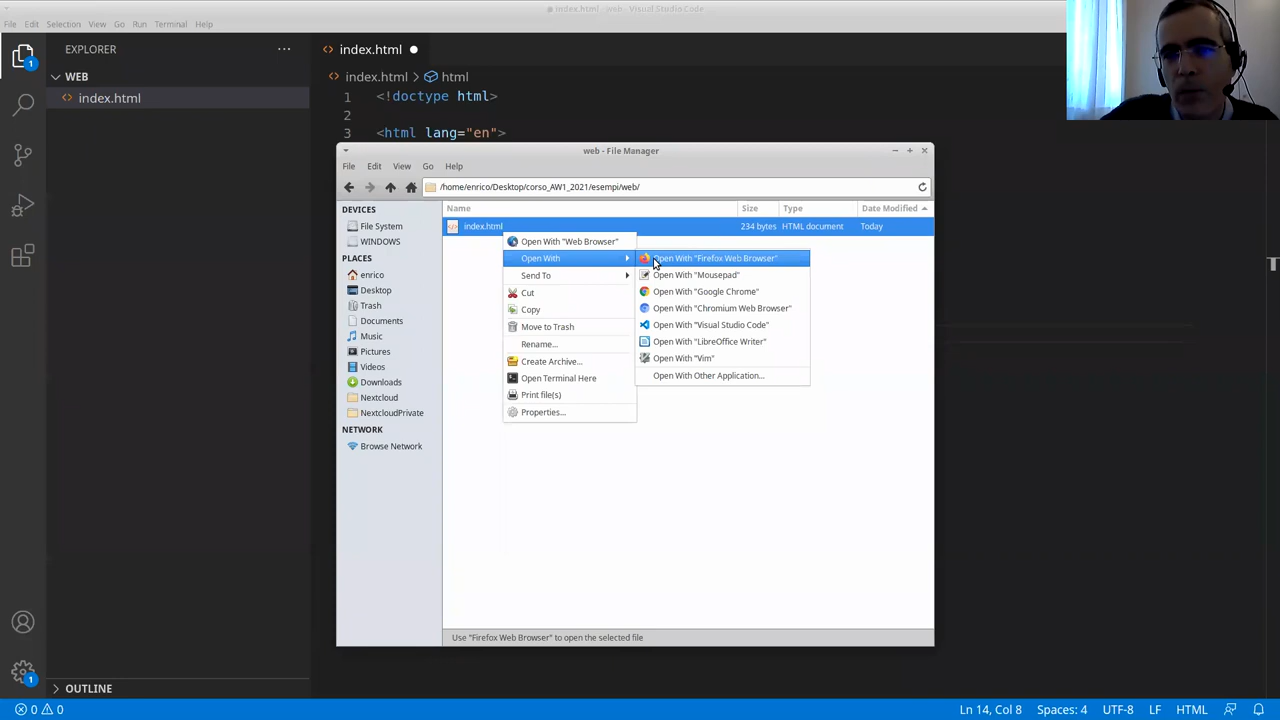 index.html - web - Visual Studio Code
File Edit Selection View Go Run Terminal Help
EXPLORER
WEB
index.html
index.html
index.html > html
1 <!doctype html>
2
3 <html lang="en">
web - File Manager
File Edit View Go Help
/home/enrico/Desktop/corso_AW1_2021/esempi/web/
DEVICES
File System
WINDOWS
PLACES
enrico
Desktop
Trash
Documents
Music
Pictures
Videos
Downloads
Nextcloud
NextcloudPrivate
NETWORK
Browse Network
Name Size Type Date Modified
index.html 234 bytes HTML document Today
Open With "Web Browser"
Open With
Send To
Cut
Copy
Move to Trash
Rename...
Create Archive...
Open Terminal Here
Print file(s)
Properties...
Open With "Firefox Web Browser"
Open With "Mousepad"
Open With "Google Chrome"
Open With "Chromium Web Browser"
Open With "Visual Studio Code"
Open With "LibreOffice Writer"
Open With "Vim"
Open With Other Application...
Use "Firefox Web Browser" to open the selected file
1
1
OUTLINE
0 0
Ln 14, Col 8 Spaces: 4 UTF-8 LF HTML